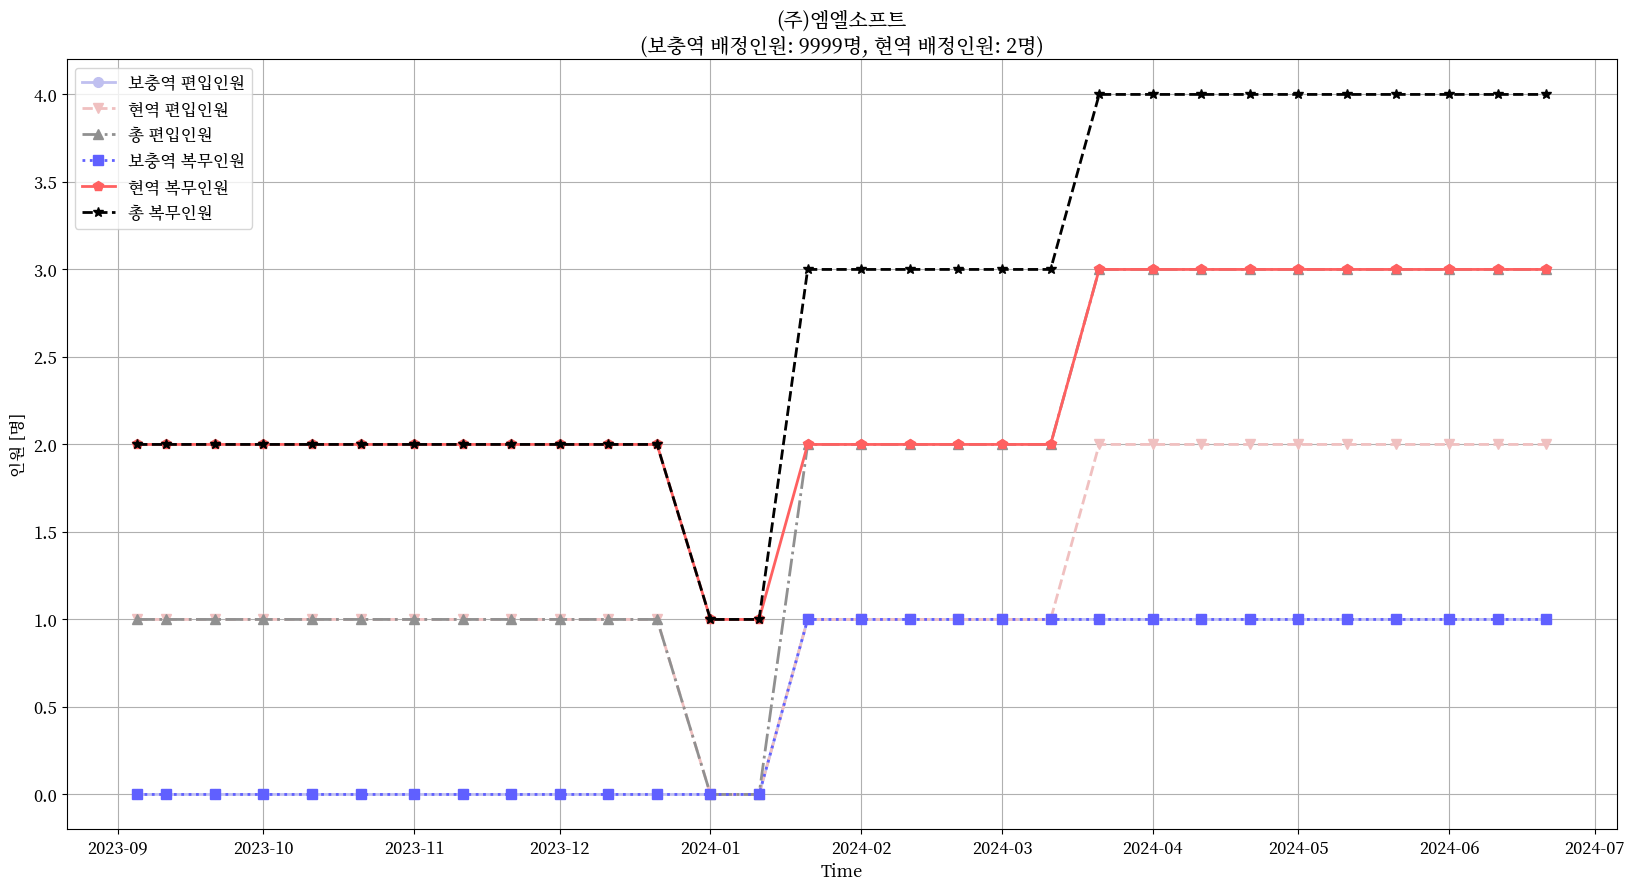 (주)엠엘소프트
(보충역 배정인원: 9999명, 현역 배정인원: 2명)
보충역 편입인원
현역 편입인원
총 편입인원
보충역 복무인원
현역 복무인원
총 복무인원
인원 [명]
4.0
3.5
3.0
2.5
2.0
1.5
1.0
0.5
0.0
2023-09 2023-10 2023-11 2023-12 2024-01 2024-02 2024-03 2024-04 2024-05 2024-06 2024-07
Time